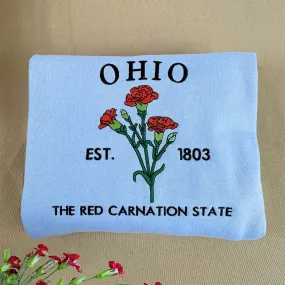 OHIO
EST. 1803
THE RED CARNATION STATE